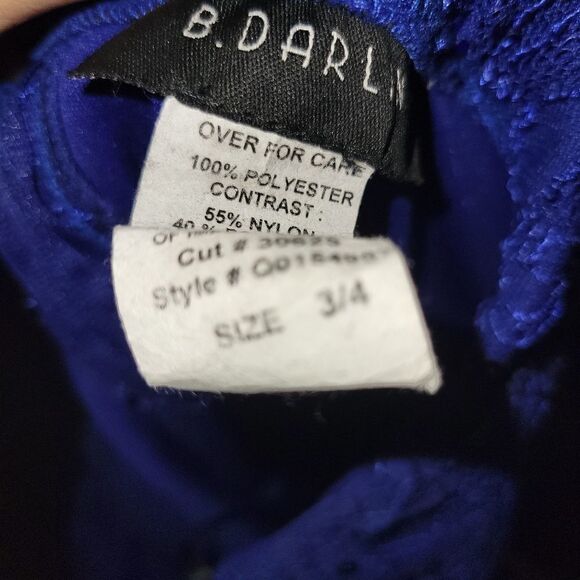 B. DARL
OVER FOR CARE
100% POLYESTER
CONTRAST :
55% NYLON
Cut #
Style #
SIZE 3/4